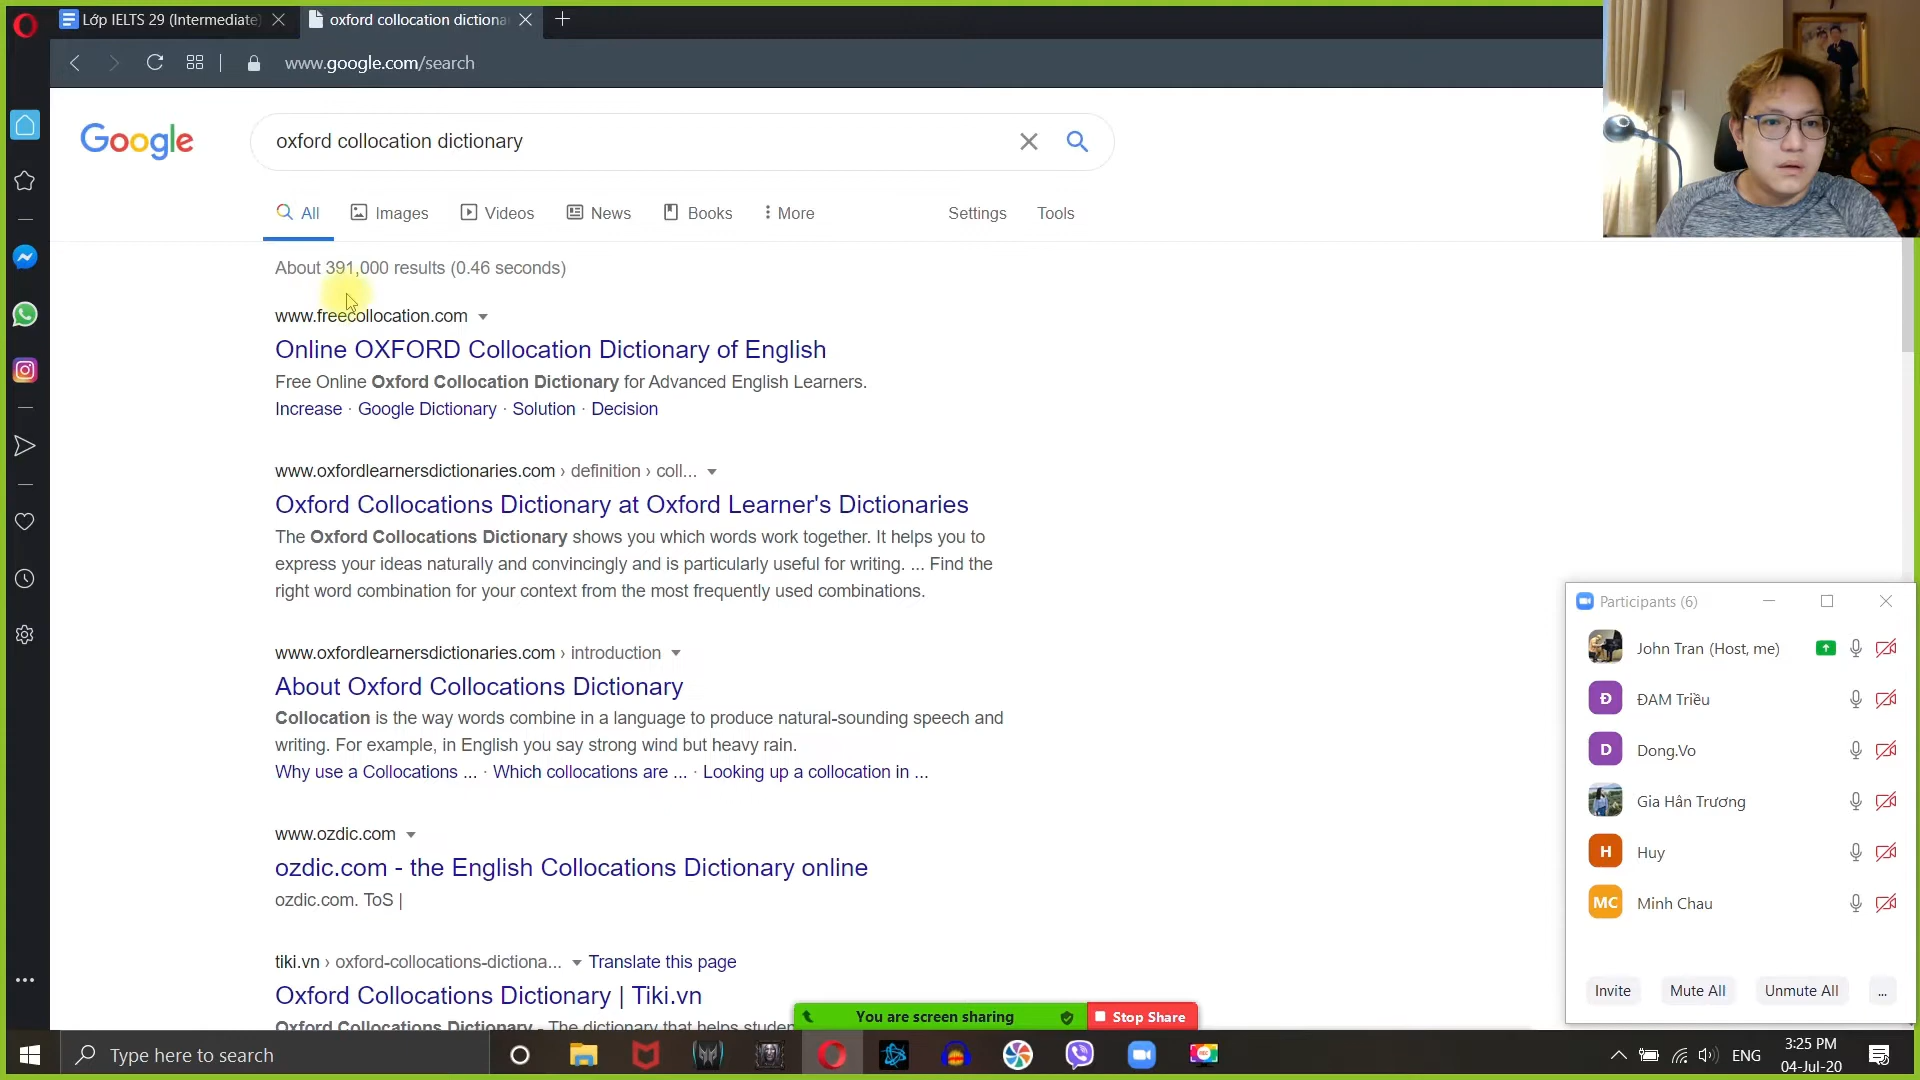 Lớp IELTS 29 (Intermediate)
oxford collocation dictiona
www.google.com/search
Google
oxford collocation dictionary
All
Images
Videos
News
Books
More
Settings
Tools
About 391,000 results (0.46 seconds)
www.freecollocation.com
Online OXFORD Collocation Dictionary of English
Free Online Oxford Collocation Dictionary for Advanced English Learners.
Increase · Google Dictionary · Solution · Decision
www.oxfordlearnersdictionaries.com › definition › coll...
Oxford Collocations Dictionary at Oxford Learner's Dictionaries
The Oxford Collocations Dictionary shows you which words work together. It helps you to
express your ideas naturally and convincingly and is particularly useful for writing. ... Find the
right word combination for your context from the most frequently used combinations.
www.oxfordlearnersdictionaries.com › introduction
About Oxford Collocations Dictionary
Collocation is the way words combine in a language to produce natural-sounding speech and
writing. For example, in English you say strong wind but heavy rain.
Why use a Collocations ... · Which collocations are ... · Looking up a collocation in ...
www.ozdic.com
ozdic.com - the English Collocations Dictionary online
ozdic.com. ToS |
tiki.vn › oxford-collocations-dictiona... Translate this page
Oxford Collocations Dictionary | Tiki.vn
Oxford Collocations Dictionary - The dictionary that helps studen
Participants (6)
John Tran (Host, me)
Đ ĐAM Triều
D Dong.Vo
Gia Hân Trương
H Huy
MC Minh Chau
Invite
Mute All
Unmute All
...
You are screen sharing
Stop Share
Type here to search
ENG
3:25 PM
04-Jul-20